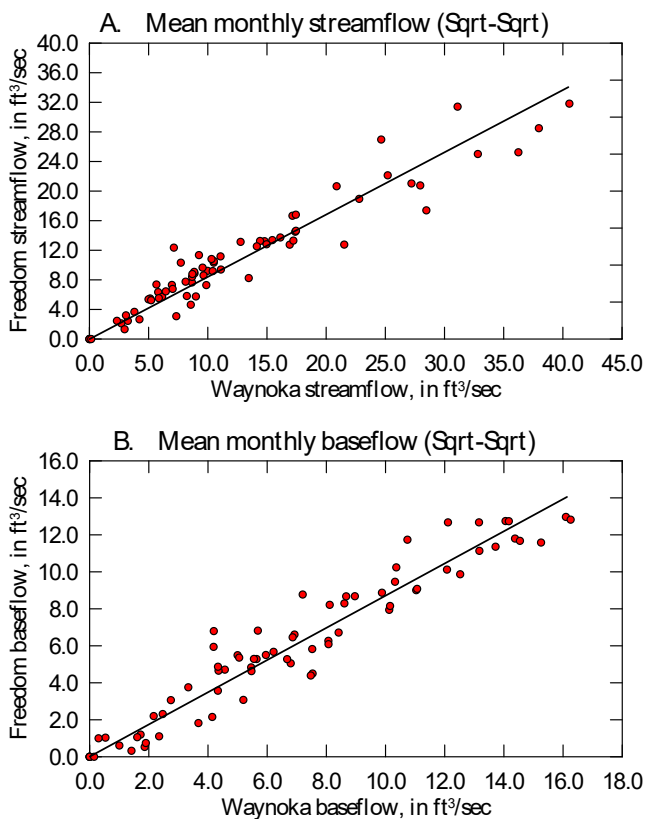 A. Mean monthly streamflow (Sqrt-Sqrt)
Freedom streamflow, in ft³/sec
40.0
36.0
32.0
28.0
24.0
20.0
16.0
12.0
8.0
4.0
0.0
0.0 5.0 10.0 15.0 20.0 25.0 30.0 35.0 40.0 45.0
Waynoka streamflow, in ft³/sec
B. Mean monthly baseflow (Sqrt-Sqrt)
Freedom baseflow, in ft³/sec
16.0
14.0
12.0
10.0
8.0
6.0
4.0
2.0
0.0
0.0 2.0 4.0 6.0 8.0 10.0 12.0 14.0 16.0 18.0
Waynoka baseflow, in ft³/sec